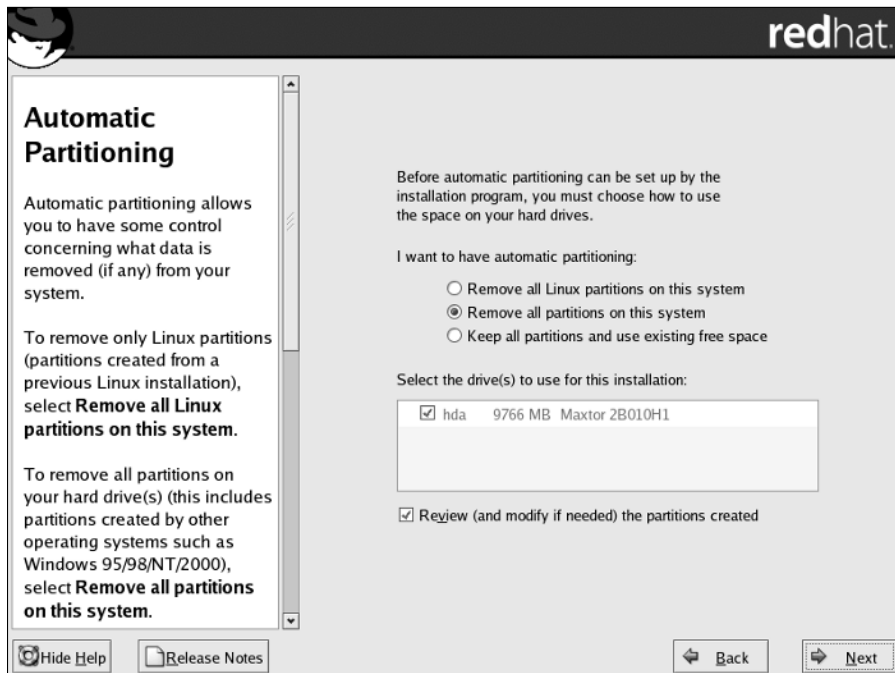 redhat.
Automatic
Partitioning
Automatic partitioning allows
you to have some control
concerning what data is
removed (if any) from your
system.
To remove only Linux partitions
(partitions created from a
previous Linux installation),
select Remove all Linux
partitions on this system.
To remove all partitions on
your hard drive(s) (this includes
partitions created by other
operating systems such as
Windows 95/98/NT/2000),
select Remove all partitions
on this system.
Before automatic partitioning can be set up by the
installation program, you must choose how to use
the space on your hard drives.
I want to have automatic partitioning:
Remove all Linux partitions on this system
Remove all partitions on this system
Keep all partitions and use existing free space
Select the drive(s) to use for this installation:
hda 9766 MB Maxtor 2B010H1
Review (and modify if needed) the partitions created
Hide Help
Release Notes
Back
Next